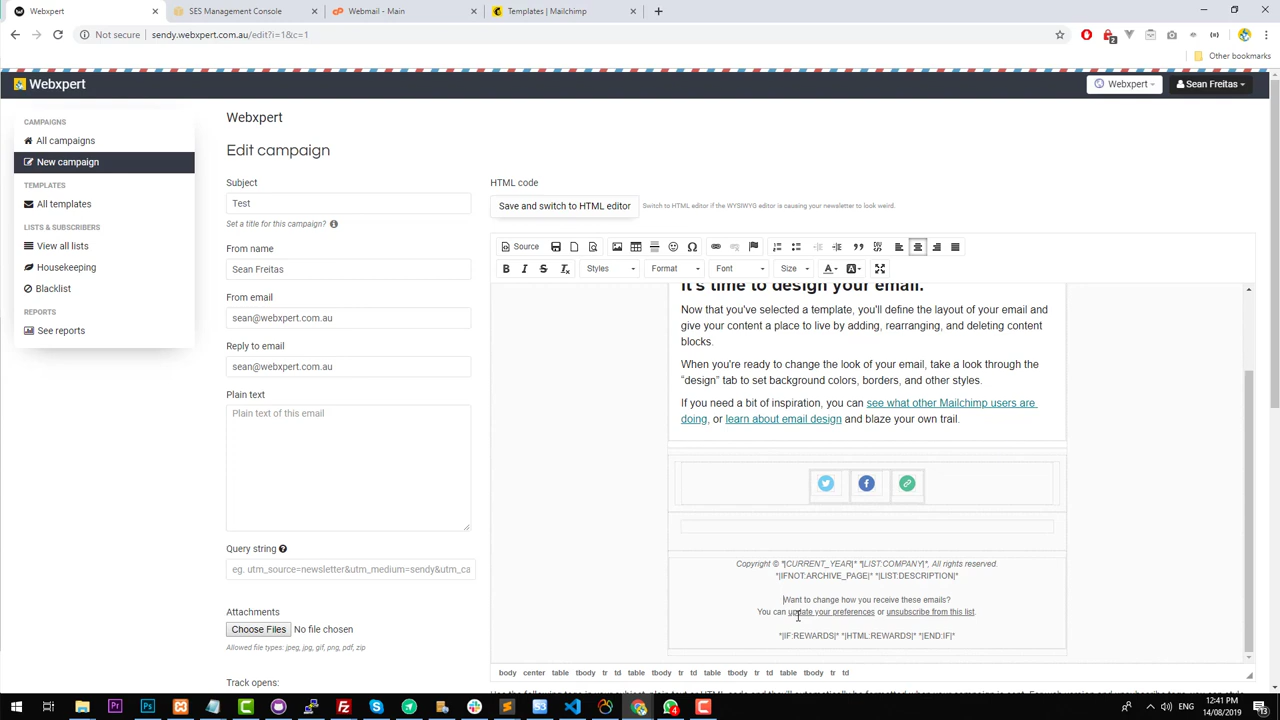 Webxpert
SES Management Console
Webmail - Main
Templates | Mailchimp
Not secure | sendy.webxpert.com.au/edit?i=1&c=1
2
Other bookmarks
Webxpert
Webxpert
Sean Freitas
CAMPAIGNS
All campaigns
New campaign
TEMPLATES
All templates
LISTS & SUBSCRIBERS
View all lists
Housekeeping
Blacklist
REPORTS
See reports
Webxpert
Edit campaign
Subject
Test
Set a title for this campaign?
From name
Sean Freitas
From email
sean@webxpert.com.au
Reply to email
sean@webxpert.com.au
Plain text
Plain text of this email
Query string
eg. utm_source=newsletter&utm_medium=sendy&utm_ca
Attachments
Choose Files No file chosen
Allowed file types: jpeg, jpg, gif, png, pdf, zip
Track opens:
HTML code
Save and switch to HTML editor
Switch to HTML editor if the WYSIWYG editor is causing your newsletter to look weird.
Source
Styles Format Font Size
It's time to design your email.
Now that you've selected a template, you'll define the layout of your email and
give your content a place to live by adding, rearranging, and deleting content
blocks.
When you're ready to change the look of your email, take a look through the
“design” tab to set background colors, borders, and other styles.
If you need a bit of inspiration, you can see what other Mailchimp users are
doing, or learn about email design and blaze your own trail.
Copyright © *|CURRENT_YEAR|* *|LIST:COMPANY|*, All rights reserved.
*|IFNOT:ARCHIVE_PAGE|* *|LIST:DESCRIPTION|*
Want to change how you receive these emails?
You can update your preferences or unsubscribe from this list.
*|IF:REWARDS|* *|HTML:REWARDS|* *|END:IF|*
body center table tbody tr td table tbody tr td table tbody tr td table tbody tr td
12:41 PM
14/08/2019